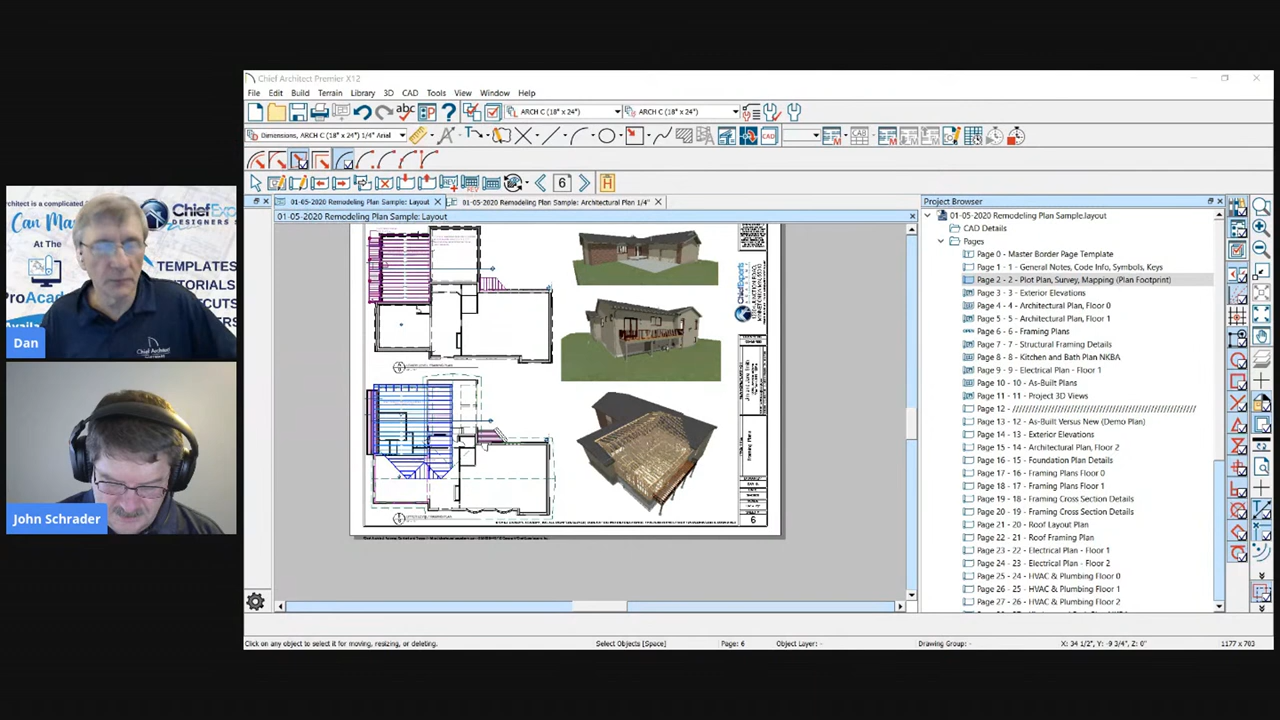 Chief Architect Premier X12
File Edit Build Terrain Library 3D CAD Tools View Window Help
ARCH C (18" x 24") ARCH C (18" x 24")
Dimensions, ARCH C (18" x 24") 1/4" Arial
6
01-05-2020 Remodeling Plan Sample: Layout 01-05-2020 Remodeling Plan Sample: Architectural Plan 1/4"
01-05-2020 Remodeling Plan Sample: Layout
Project Browser
01-05-2020 Remodeling Plan Sample.layout
CAD Details
Pages
Page 0 - Master Border Page Template
Page 1 - 1 - General Notes, Code Info, Symbols, Keys
Page 2 - 2 - Plot Plan, Survey, Mapping (Plan Footprint)
Page 3 - 3 - Exterior Elevations
Page 4 - 4 - Architectural Plan, Floor 0
Page 5 - 5 - Architectural Plan, Floor 1
Page 6 - 6 - Framing Plans
Page 7 - 7 - Structural Framing Details
Page 8 - 8 - Kitchen and Bath Plan NKBA
Page 9 - 9 - Electrical Plan - Floor 1
Page 10 - 10 - As-Built Plans
Page 11 - 11 - Project 3D Views
Page 13 - 12 - As-Built Versus New (Demo Plan)
Page 14 - 13 - Exterior Elevations
Page 15 - 14 - Architectural Plan, Floor 2
Page 16 - 15 - Foundation Plan Details
Page 17 - 16 - Framing Plans Floor 0
Page 18 - 17 - Framing Plans Floor 1
Page 19 - 18 - Framing Cross Section Details
Page 20 - 19 - Framing Cross Section Details
Page 21 - 20 - Roof Layout Plan
Page 22 - 21 - Roof Framing Plan
Page 23 - 22 - Electrical Plan - Floor 1
Page 24 - 23 - Electrical Plan - Floor 2
Page 25 - 24 - HVAC & Plumbing Floor 0
Page 26 - 25 - HVAC & Plumbing Floor 1
Page 27 - 26 - HVAC & Plumbing Floor 2
ChiefExperts
6
Click on any object to select it for moving, resizing, or deleting. Select Objects [Space] Page: 6 Object Layer: - Drawing Group: - X: 34 1/2", Y: -9 3/4", Z: 0" 1177 x 703
At The
TEMPLATES
Dan
John Schrader